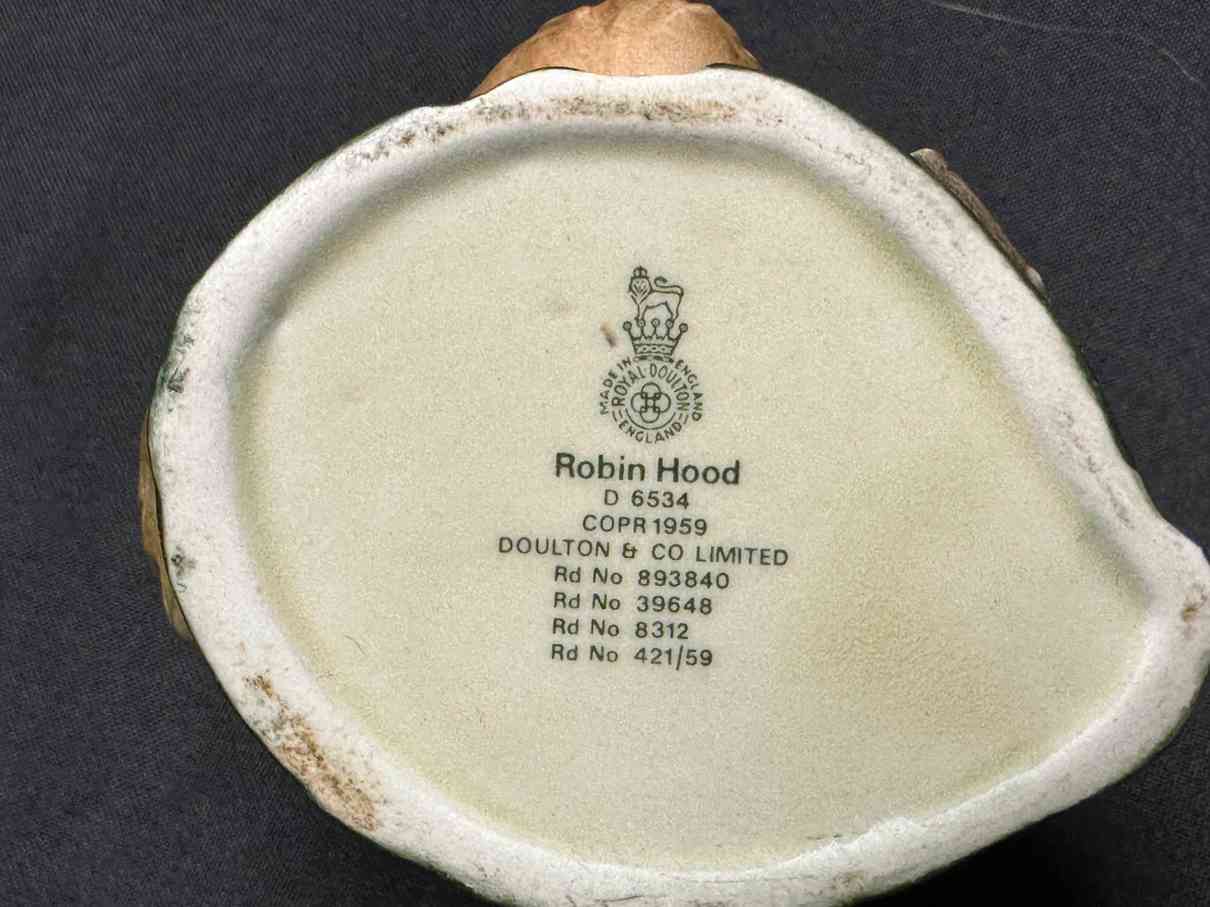 MADE IN ENGLAND
ROYAL DOULTON
ENGLAND
Robin Hood
D 6534
COPR 1959
DOULTON & CO LIMITED
Rd No 893840
Rd No 39648
Rd No 8312
Rd No 421/59